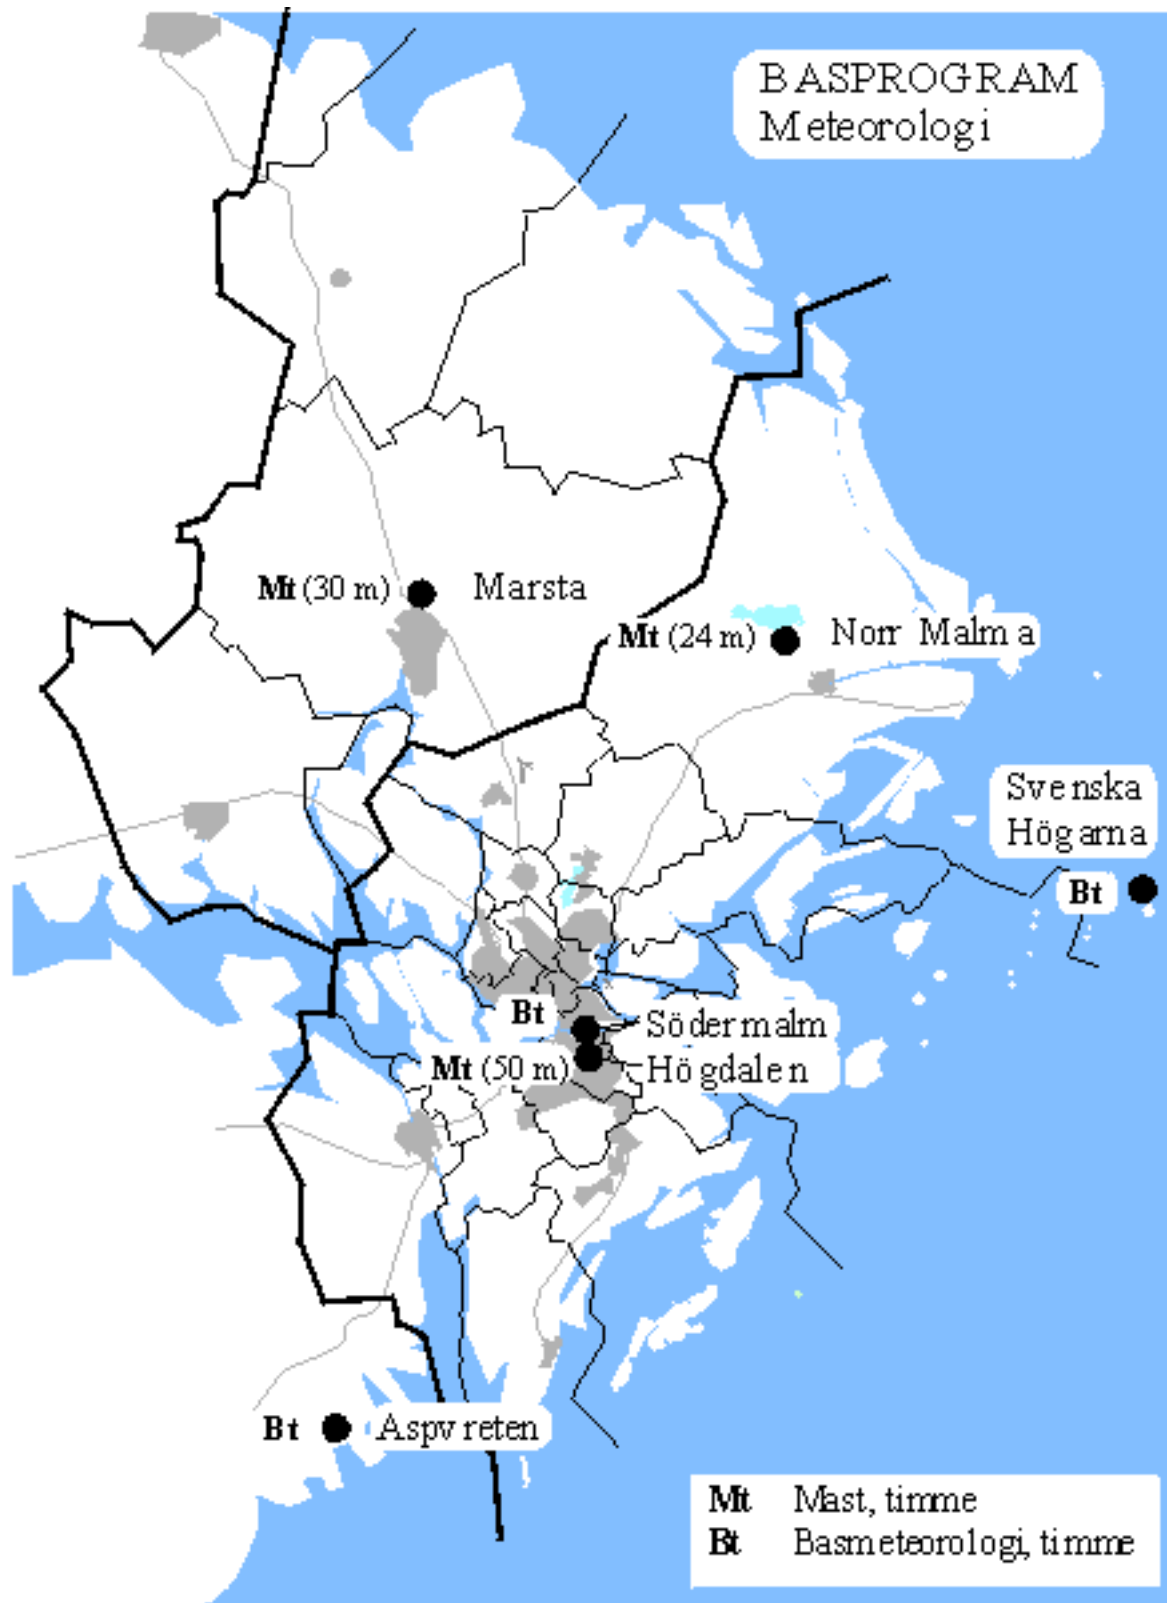 BASPROGRAM
Meteorologi
Mt (30 m) Marsta
Mt (24 m) Norr Malma
Svenska
Högarna
Bt
Bt Södermalm
Mt (50 m) Högdalen
Bt Aspvreten
Mt Mast, timme
Bt Basmeteorologi, timme